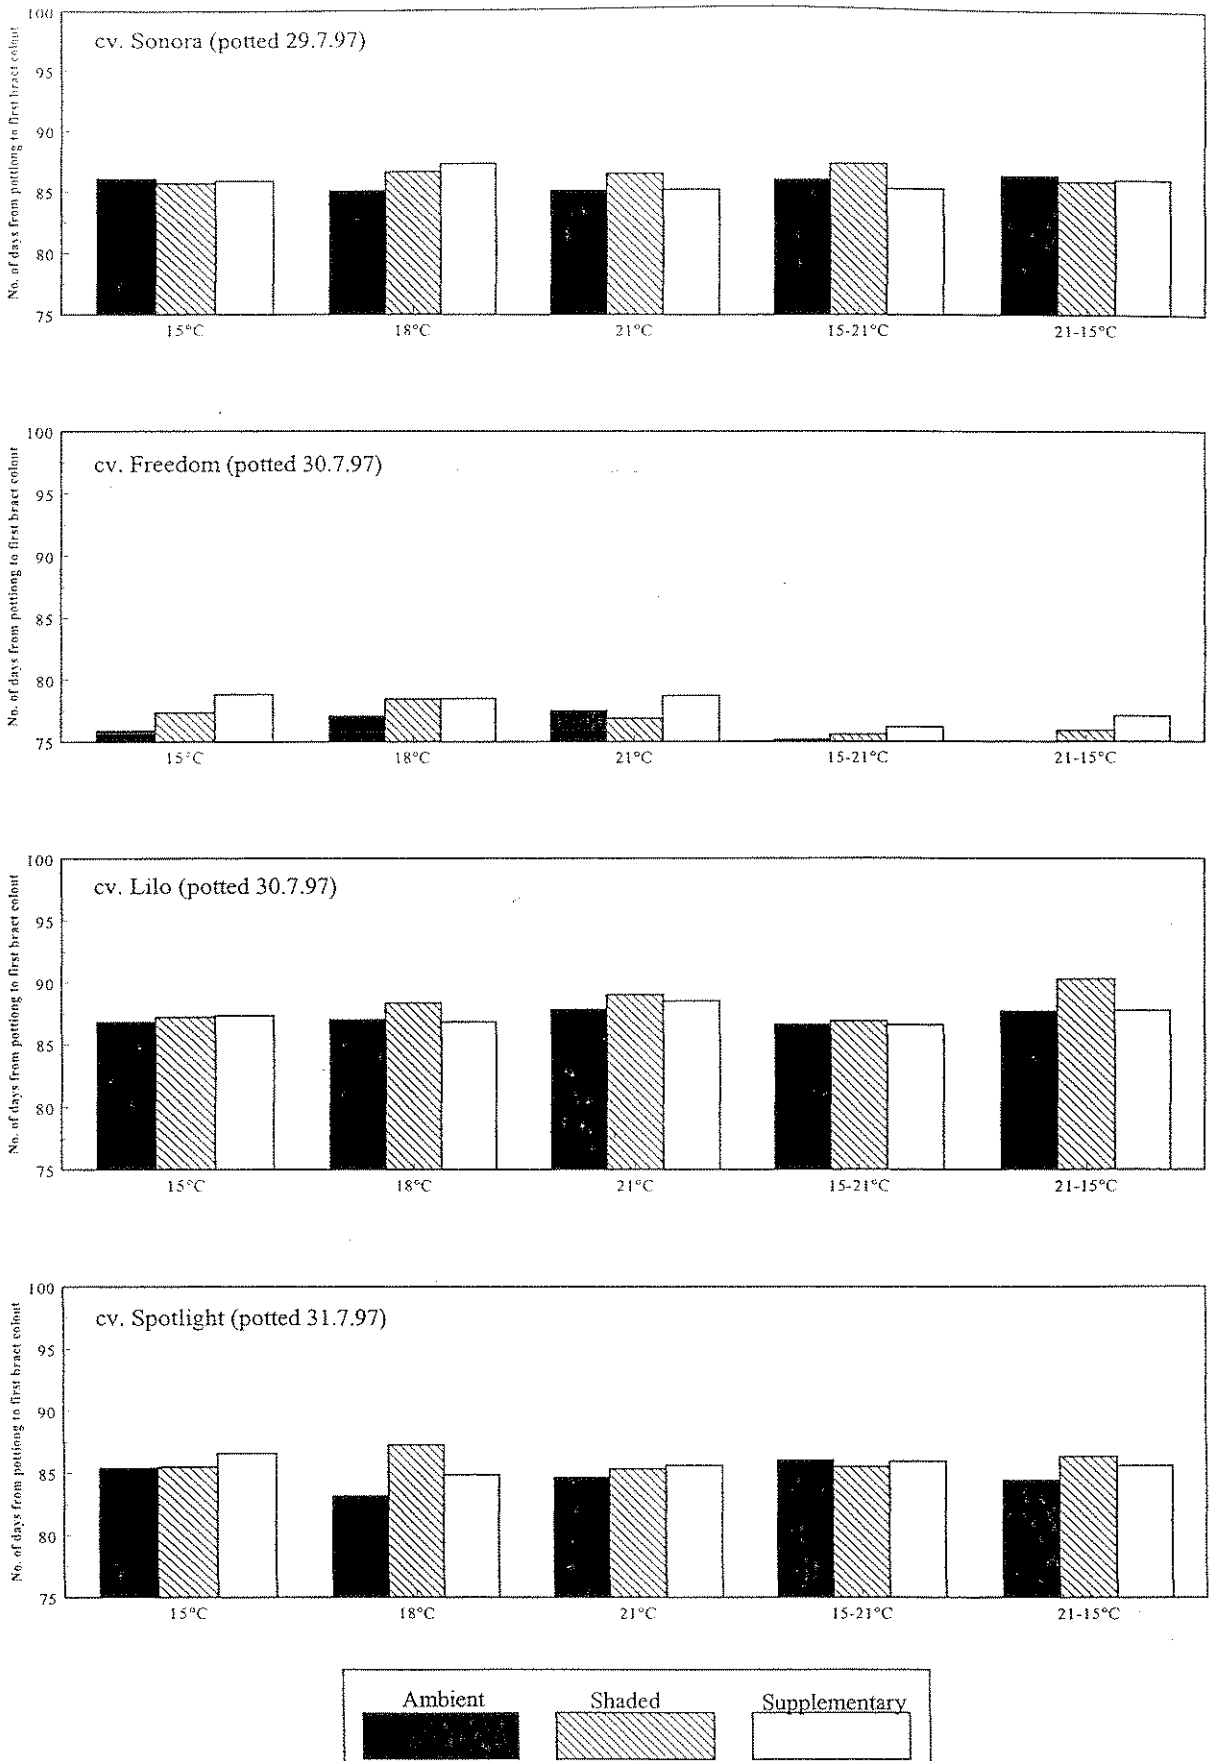 cv. Sonora (potted 29.7.97)
No. of days from pottiong to first bract colout
100
95
90
85
80
75
15°C 18°C 21°C 15-21°C 21-15°C
cv. Freedom (potted 30.7.97)
No. of days from pottiong to first bract colout
100
95
90
85
80
75
15°C 18°C 21°C 15-21°C 21-15°C
cv. Lilo (potted 30.7.97)
No. of days from pottiong to first bract colout
100
95
90
85
80
75
15°C 18°C 21°C 15-21°C 21-15°C
cv. Spotlight (potted 31.7.97)
No. of days from pottiong to first bract colout
100
95
90
85
80
75
15°C 18°C 21°C 15-21°C 21-15°C
Ambient Shaded Supplementary